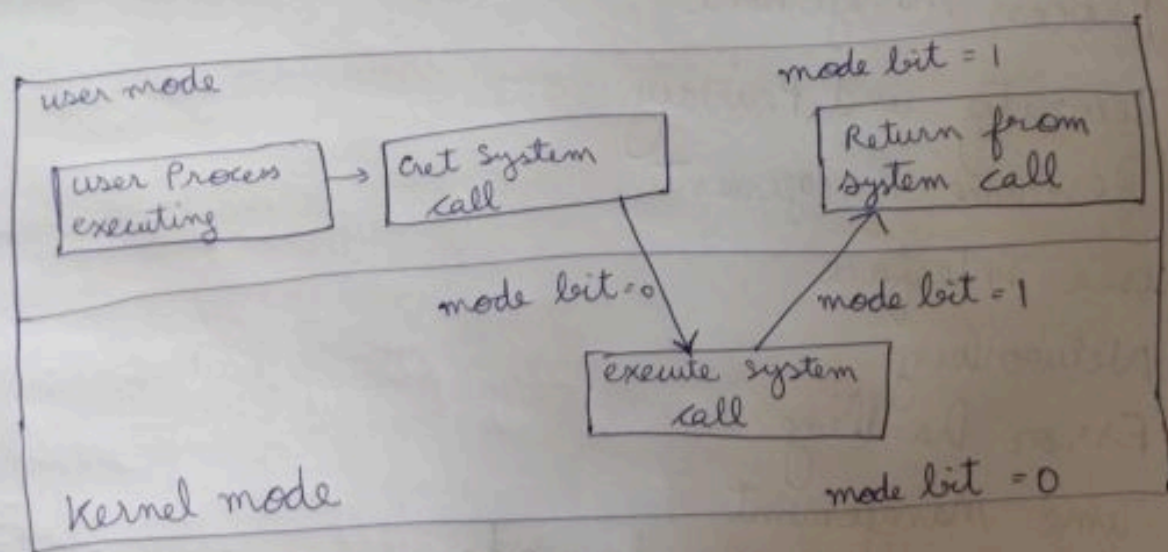 user mode
mode bit = 1
user Process
executing
Get System
call
Return from
system call
mode bit=0
mode bit = 1
execute system
call
Kernel mode
mode bit = 0